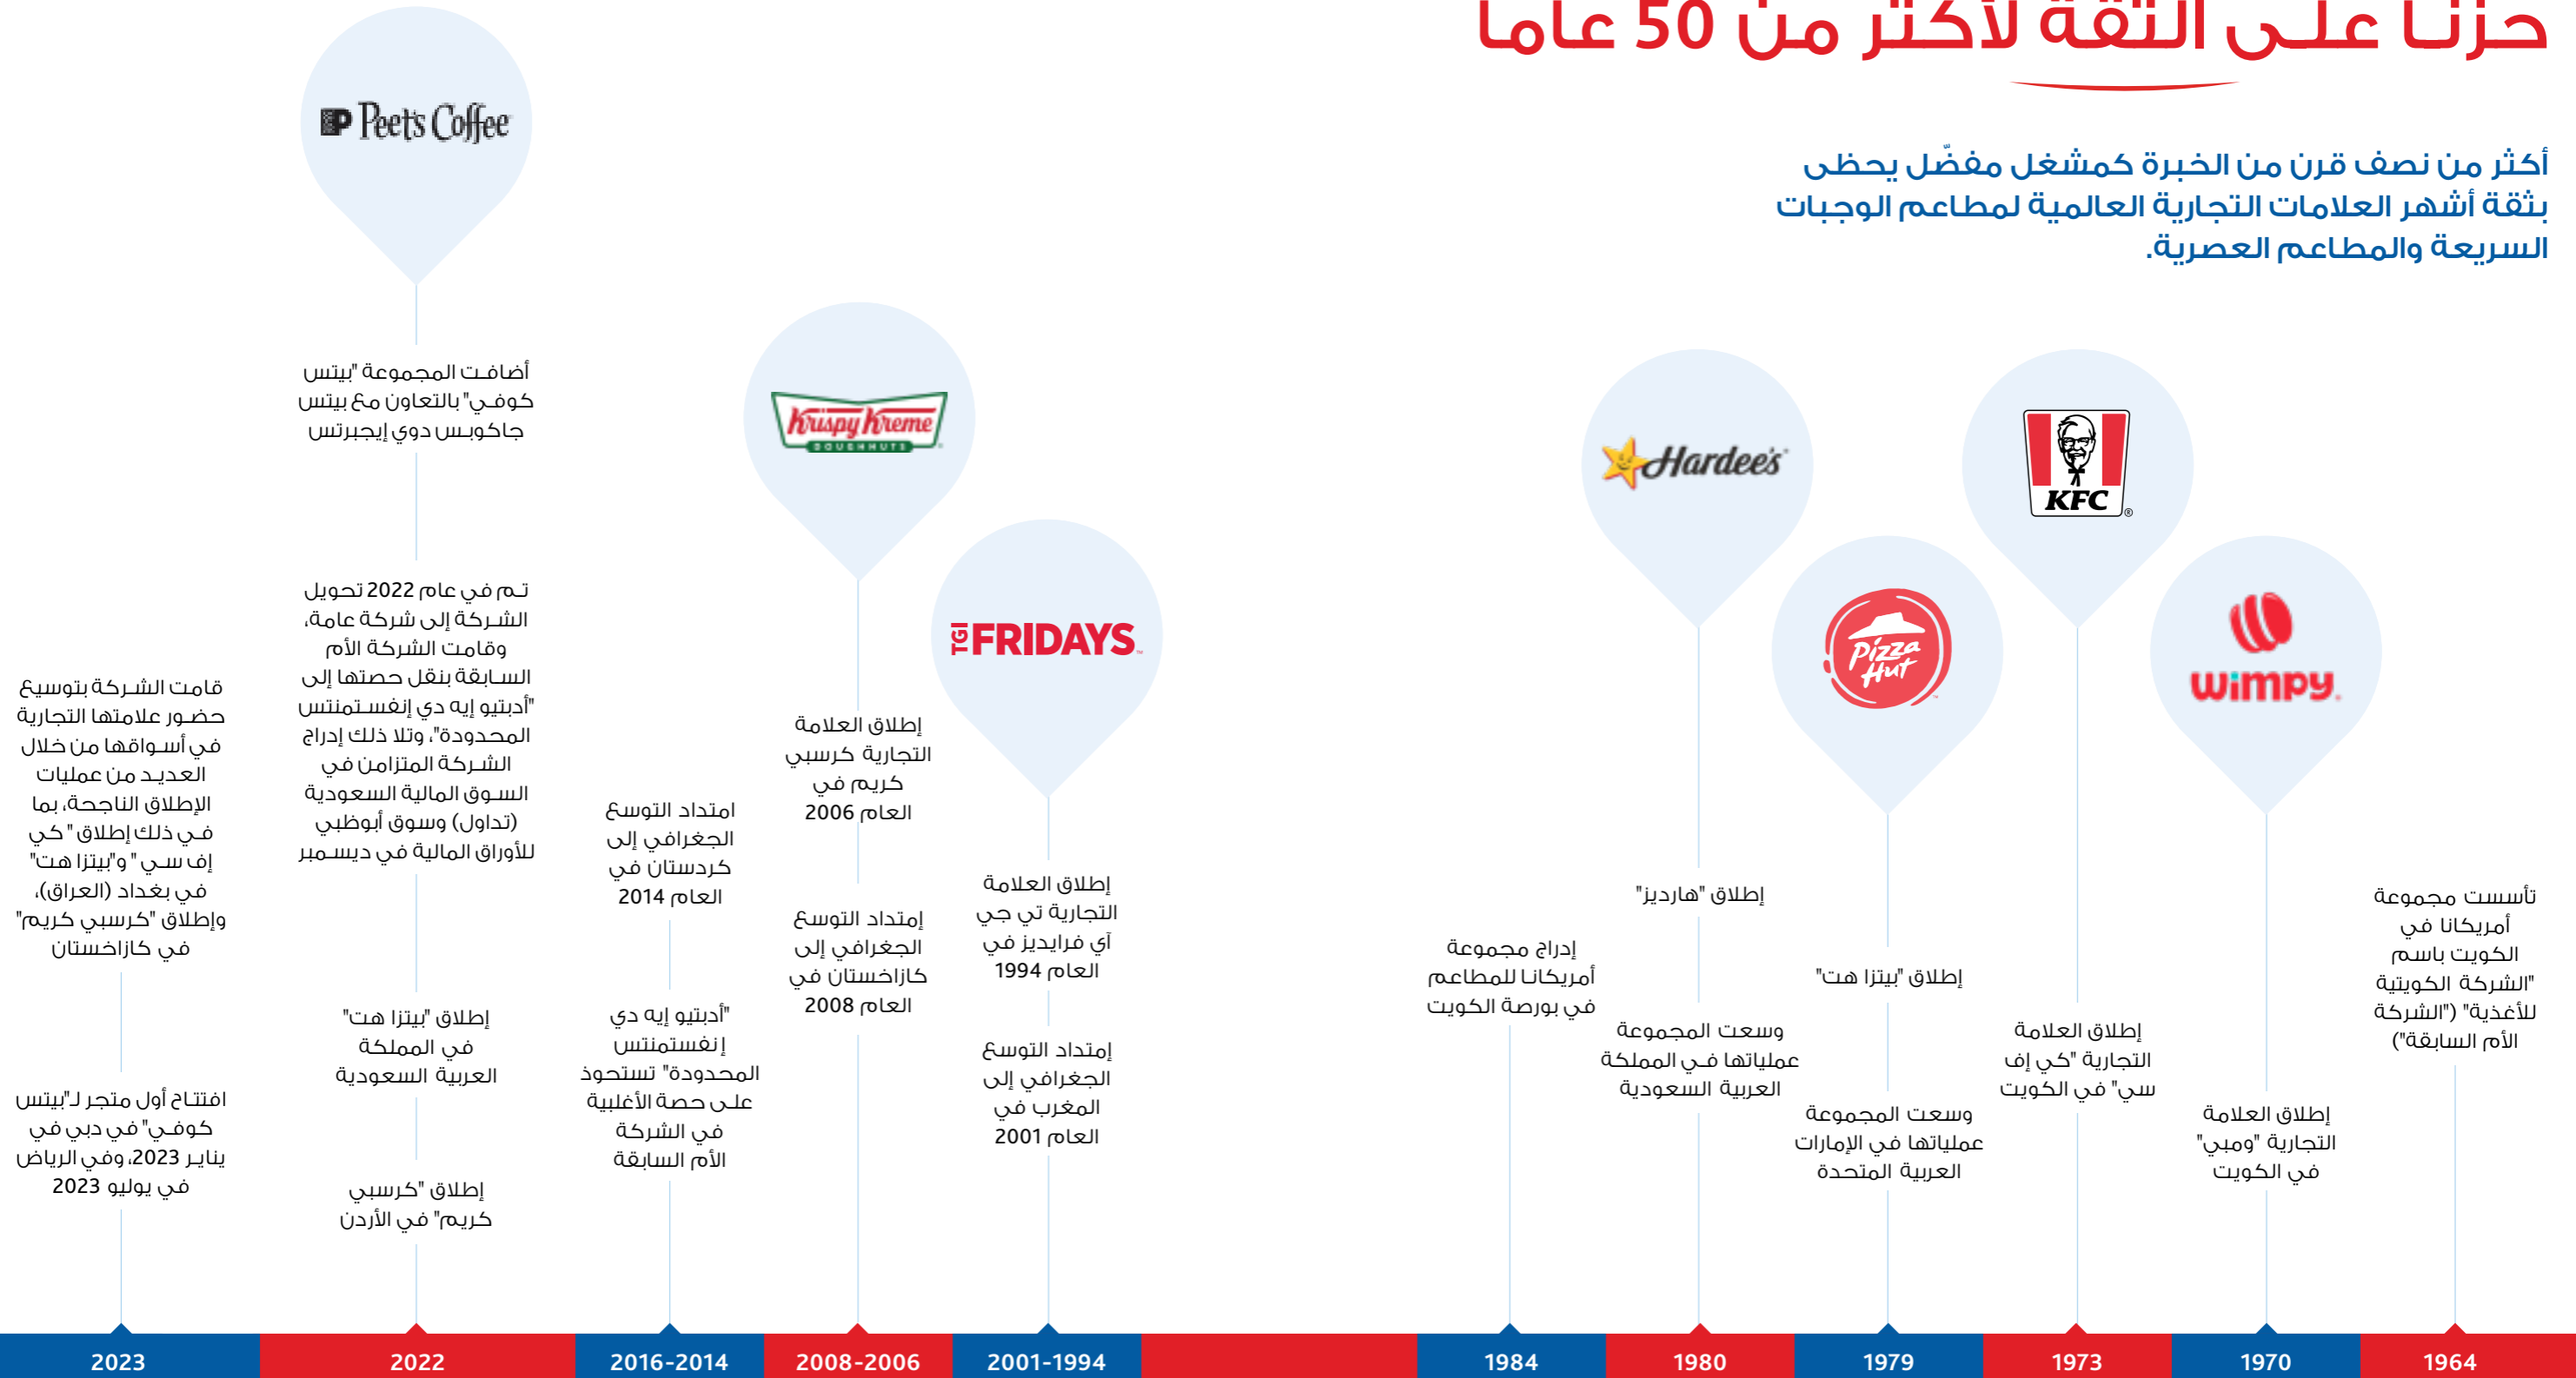 حزنا على الثقة لأكثر من 50 عاما
أكثر من نصف قرن من الخبرة كمشغل مفضّل يحظى
بثقة أشهر العلامات التجارية العالمية لمطاعم الوجبات
السريعة والمطاعم العصرية.
تأسست مجموعة
أمريكانا في
الكويت باسم
"الشركة الكويتية
للأغذية" ("الشركة
الأم السابقة")
1964
wimpy
إطلاق العلامة
التجارية "ومبي"
في الكويت
1970
KFC
إطلاق العلامة
التجارية "كي إف
سي" في الكويت
1973
Pizza
Hut
إطلاق "بيتزا هت"
وسعت المجموعة
عملياتها في الإمارات
العربية المتحدة
1979
Hardee's
إطلاق "هارديز"
وسعت المجموعة
عملياتها في المملكة
العربية السعودية
1980
إدراج مجموعة
أمريكانا للمطاعم
في بورصة الكويت
1984
TGI FRIDAYS
إطلاق العلامة
التجارية تي جي
آي فرايديز في
العام 1994
إمتداد التوسع
الجغرافي إلى
المغرب في
العام 2001
2001-1994
Krispy Kreme
DOUGHNUTS
إطلاق العلامة
التجارية كرسبي
كريم في
العام 2006
إمتداد التوسع
الجغرافي إلى
كازاخستان في
العام 2008
2008-2006
امتداد التوسع
الجغرافي إلى
كردستان في
العام 2014
"أدبتيو إيه دي
إنفستمنتس
المحدودة" تستحوذ
على حصة الأغلبية
في الشركة
الأم السابقة
2016-2014
Peet's Coffee
أضافت المجموعة "بيتس
كوفي" بالتعاون مع بيتس
جاكوبس دوي إيجبرتس
تم في عام 2022 تحويل
الشركة إلى شركة عامة،
وقامت الشركة الأم
السابقة بنقل حصتها إلى
"أدبتيو إيه دي إنفستمنتس
المحدودة"، وتلا ذلك إدراج
الشركة المتزامن في
السوق المالية السعودية
(تداول) وسوق أبوظبي
للأوراق المالية في ديسمبر
إطلاق "بيتزا هت"
في المملكة
العربية السعودية
إطلاق "كرسبي
كريم" في الأردن
2022
قامت الشركة بتوسيع
حضور علامتها التجارية
في أسواقها من خلال
العديد من عمليات
الإطلاق الناجحة، بما
في ذلك إطلاق " كي
إف سي " و"بيتزا هت"
في بغداد (العراق)،
وإطلاق "كرسبي كريم"
في كازاخستان
افتتاح أول متجر لـ"بيتس
كوفي" في دبي في
يناير 2023، وفي الرياض
في يوليو 2023
2023